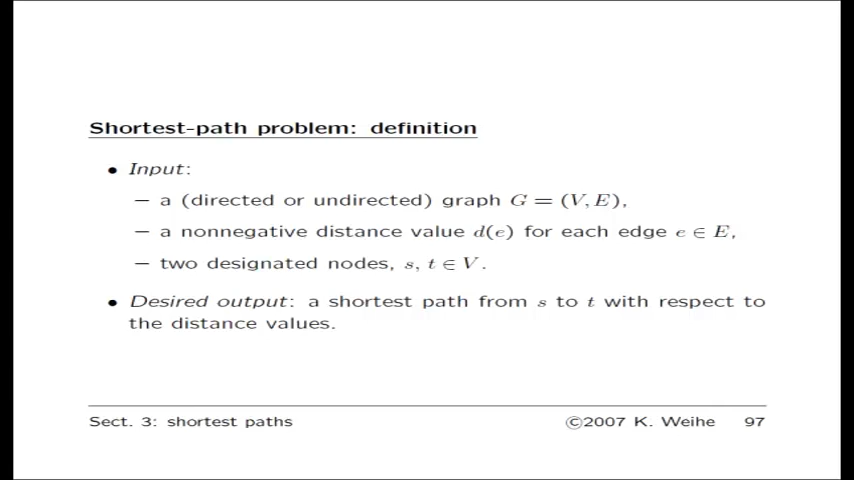 Shortest-path problem: definition
• Input:
– a (directed or undirected) graph G = (V, E),
– a nonnegative distance value d(e) for each edge e ∈ E,
– two designated nodes, s, t ∈ V.
• Desired output: a shortest path from s to t with respect to
the distance values.
Sect. 3: shortest paths ©2007 K. Weihe 97